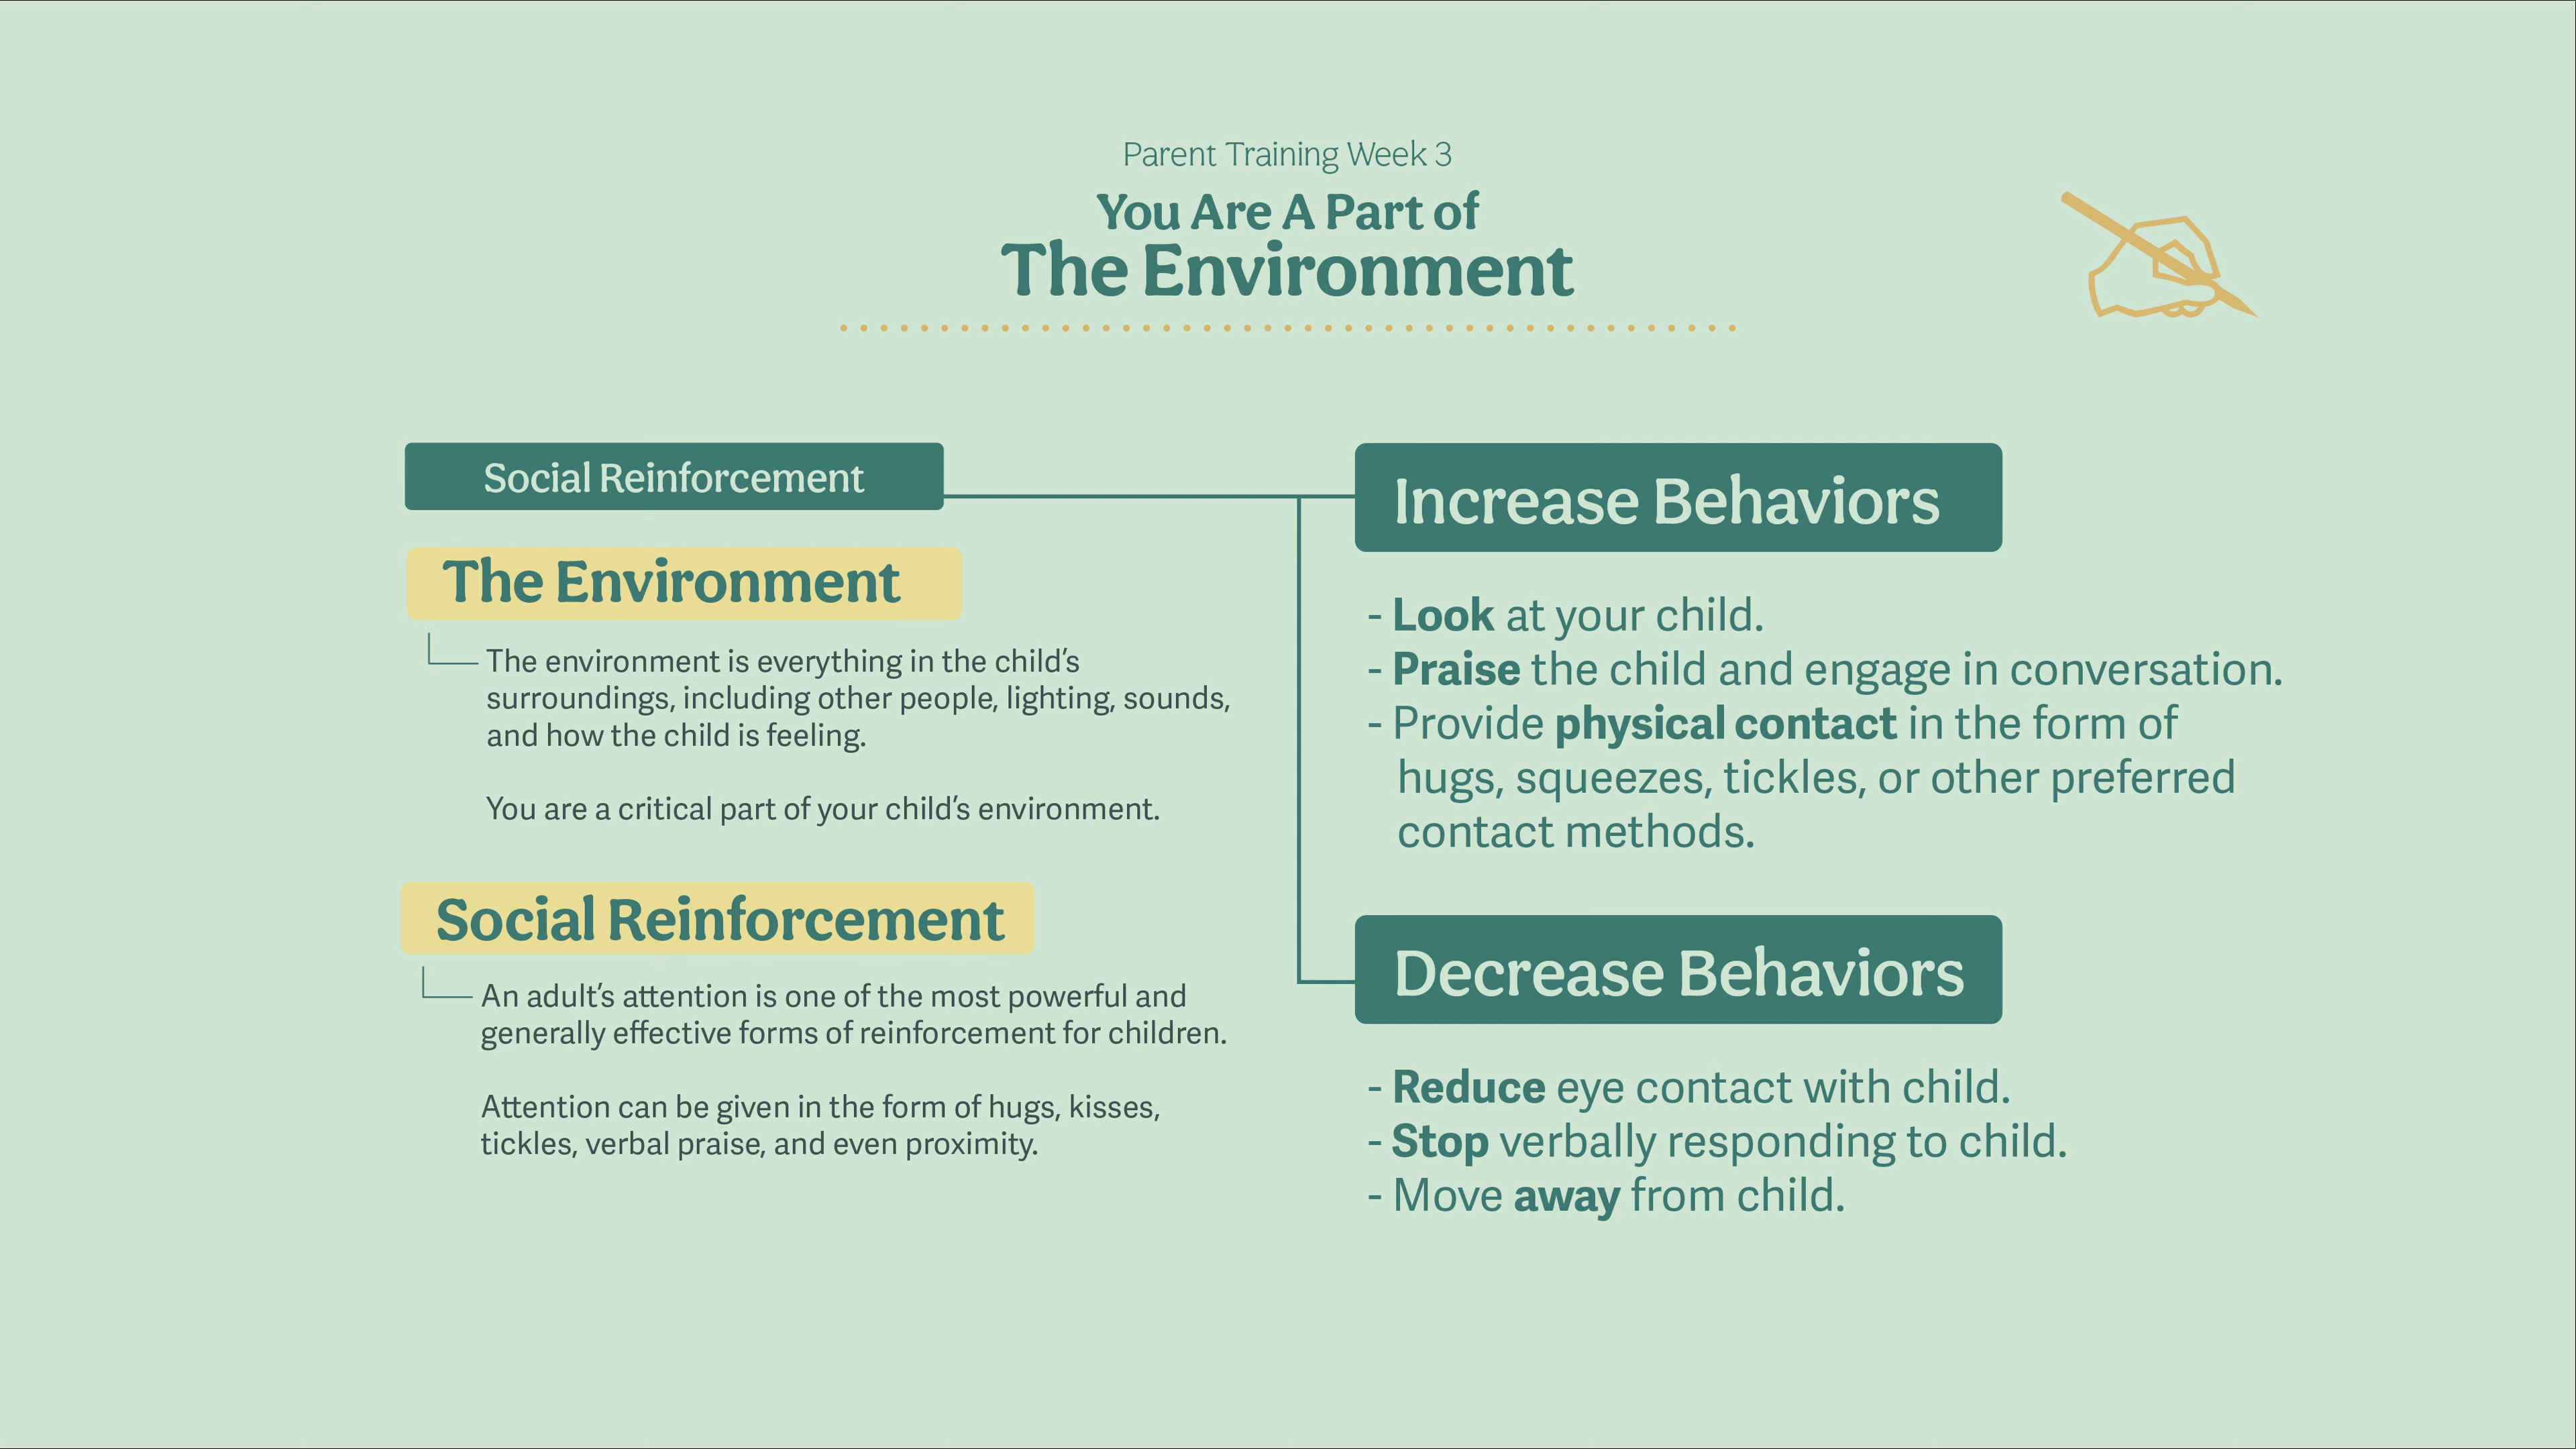 Parent Training Week 3
You Are A Part of
The Environment
Social Reinforcement
The Environment
The environment is everything in the child’s
surroundings, including other people, lighting, sounds,
and how the child is feeling.
You are a critical part of your child’s environment.
Social Reinforcement
An adult’s attention is one of the most powerful and
generally effective forms of reinforcement for children.
Attention can be given in the form of hugs, kisses,
tickles, verbal praise, and even proximity.
Increase Behaviors
- Look at your child.
- Praise the child and engage in conversation.
- Provide physical contact in the form of
hugs, squeezes, tickles, or other preferred
contact methods.
Decrease Behaviors
- Reduce eye contact with child.
- Stop verbally responding to child.
- Move away from child.